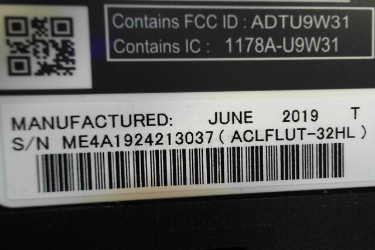 Contains FCC ID : ADTU9W31
Contains IC : 1178A-U9W31
MANUFACTURED: JUNE 2019 T
S/N ME4A1924213037(ACLFLUT-32HL)